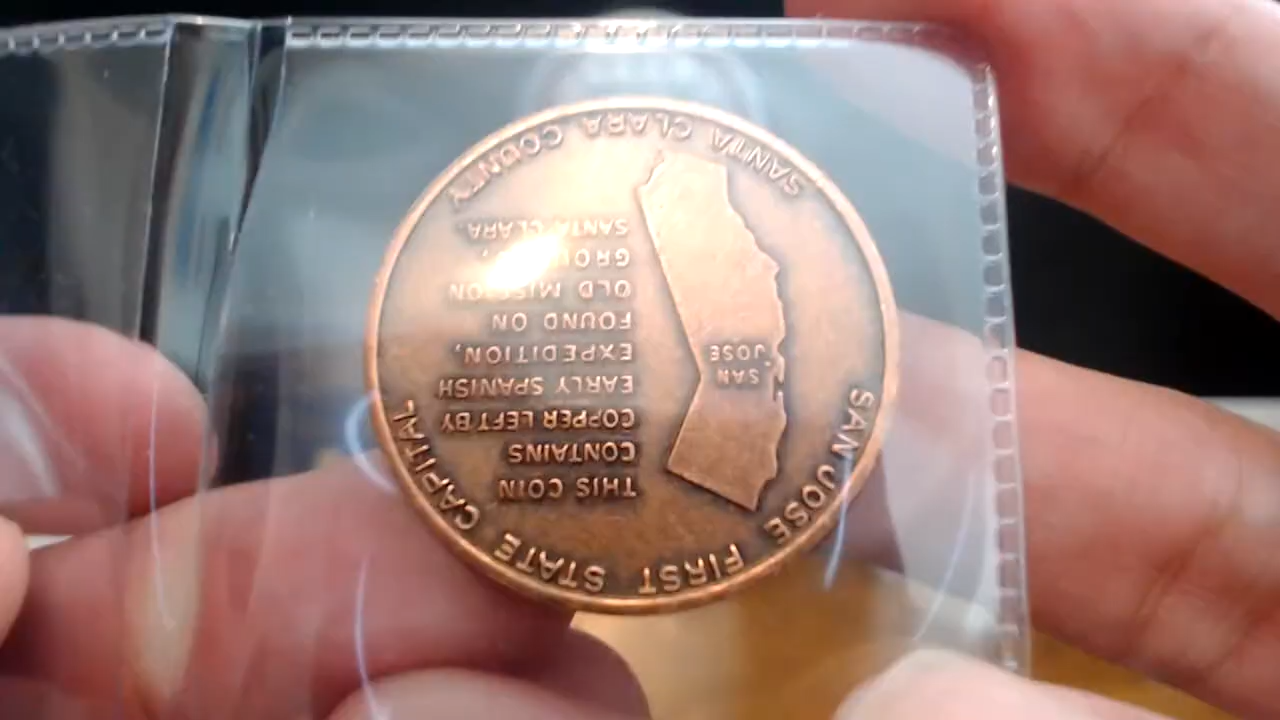 SAN JOSE FIRST STATE CAPITAL
THIS COIN
CONTAINS
COPPER LEFT BY
EARLY SPANISH
EXPEDITION,
FOUND ON
OLD MISSION
GROUND,
SANTA CLARA.
SAN
JOSE
SANTA CLARA COUNTY